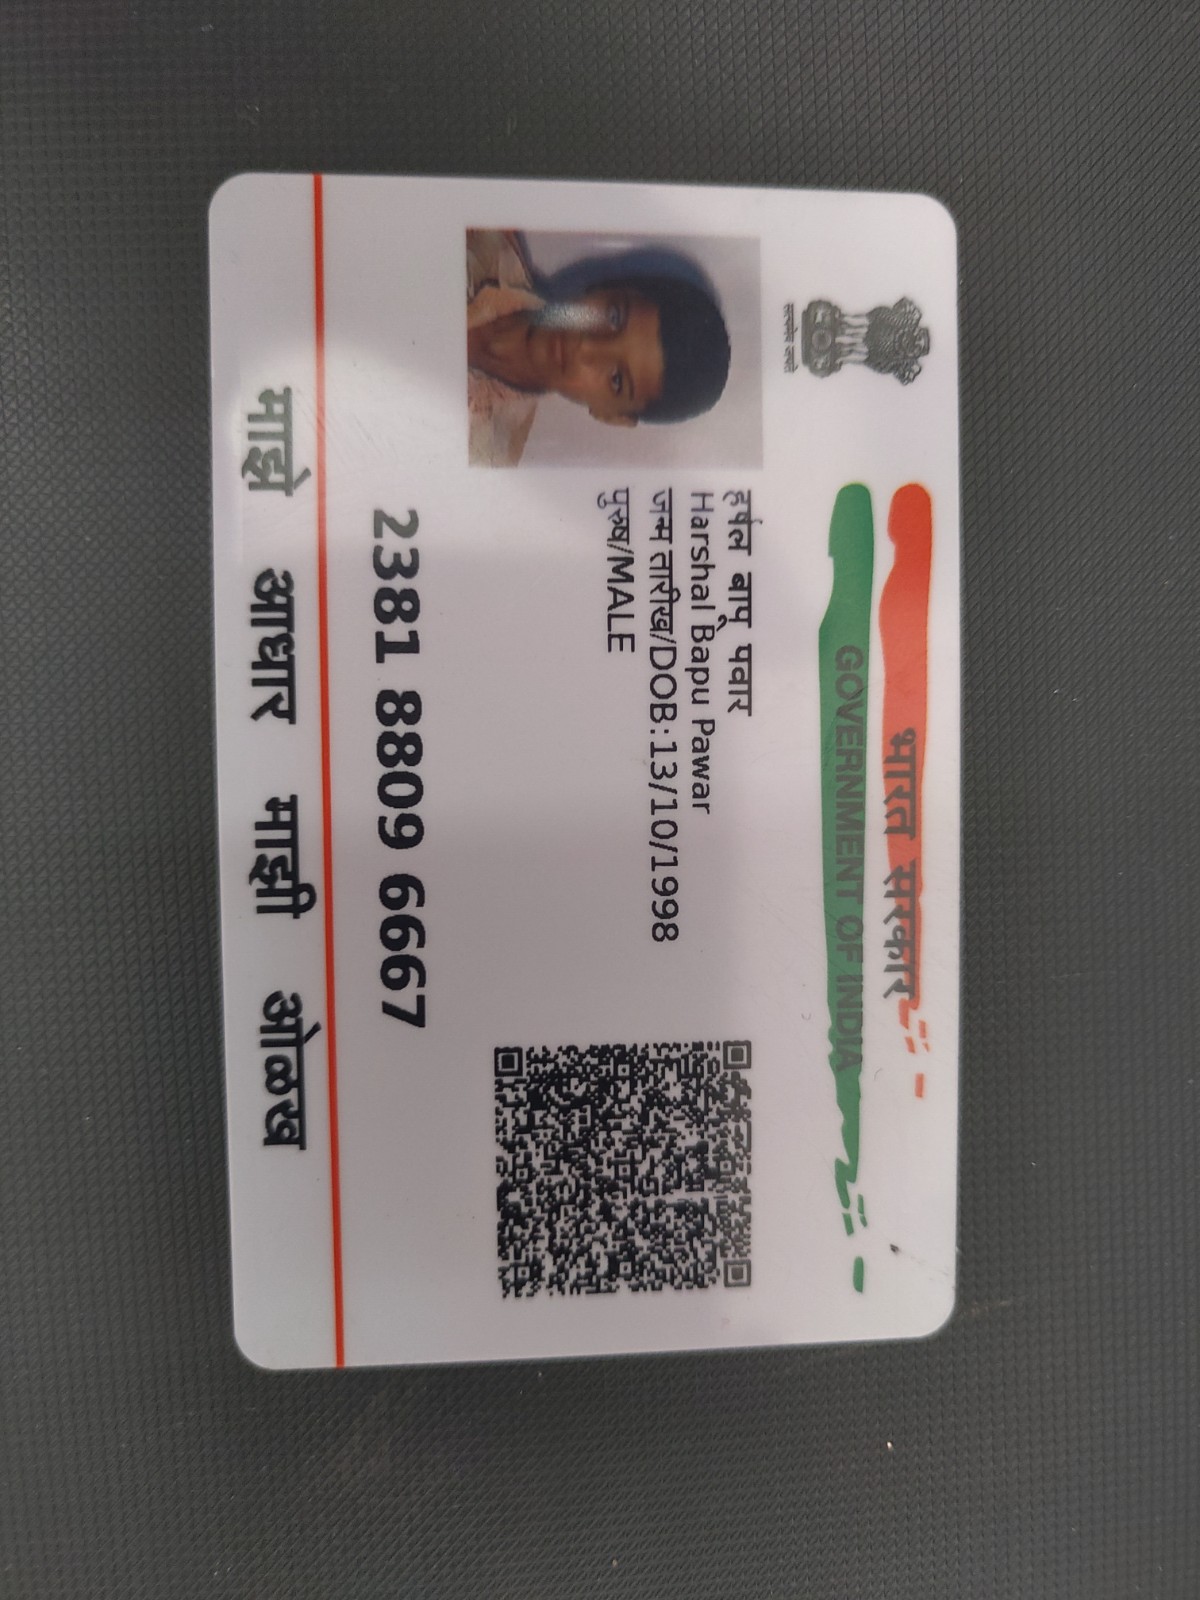 भारत सरकार
GOVERNMENT OF INDIA
सत्यमेव जयते
हर्षल बापू पवार
Harshal Bapu Pawar
जन्म तारीख/DOB:13/10/1998
पुरुष/MALE
2381 8809 6667
माझे आधार माझी ओळख